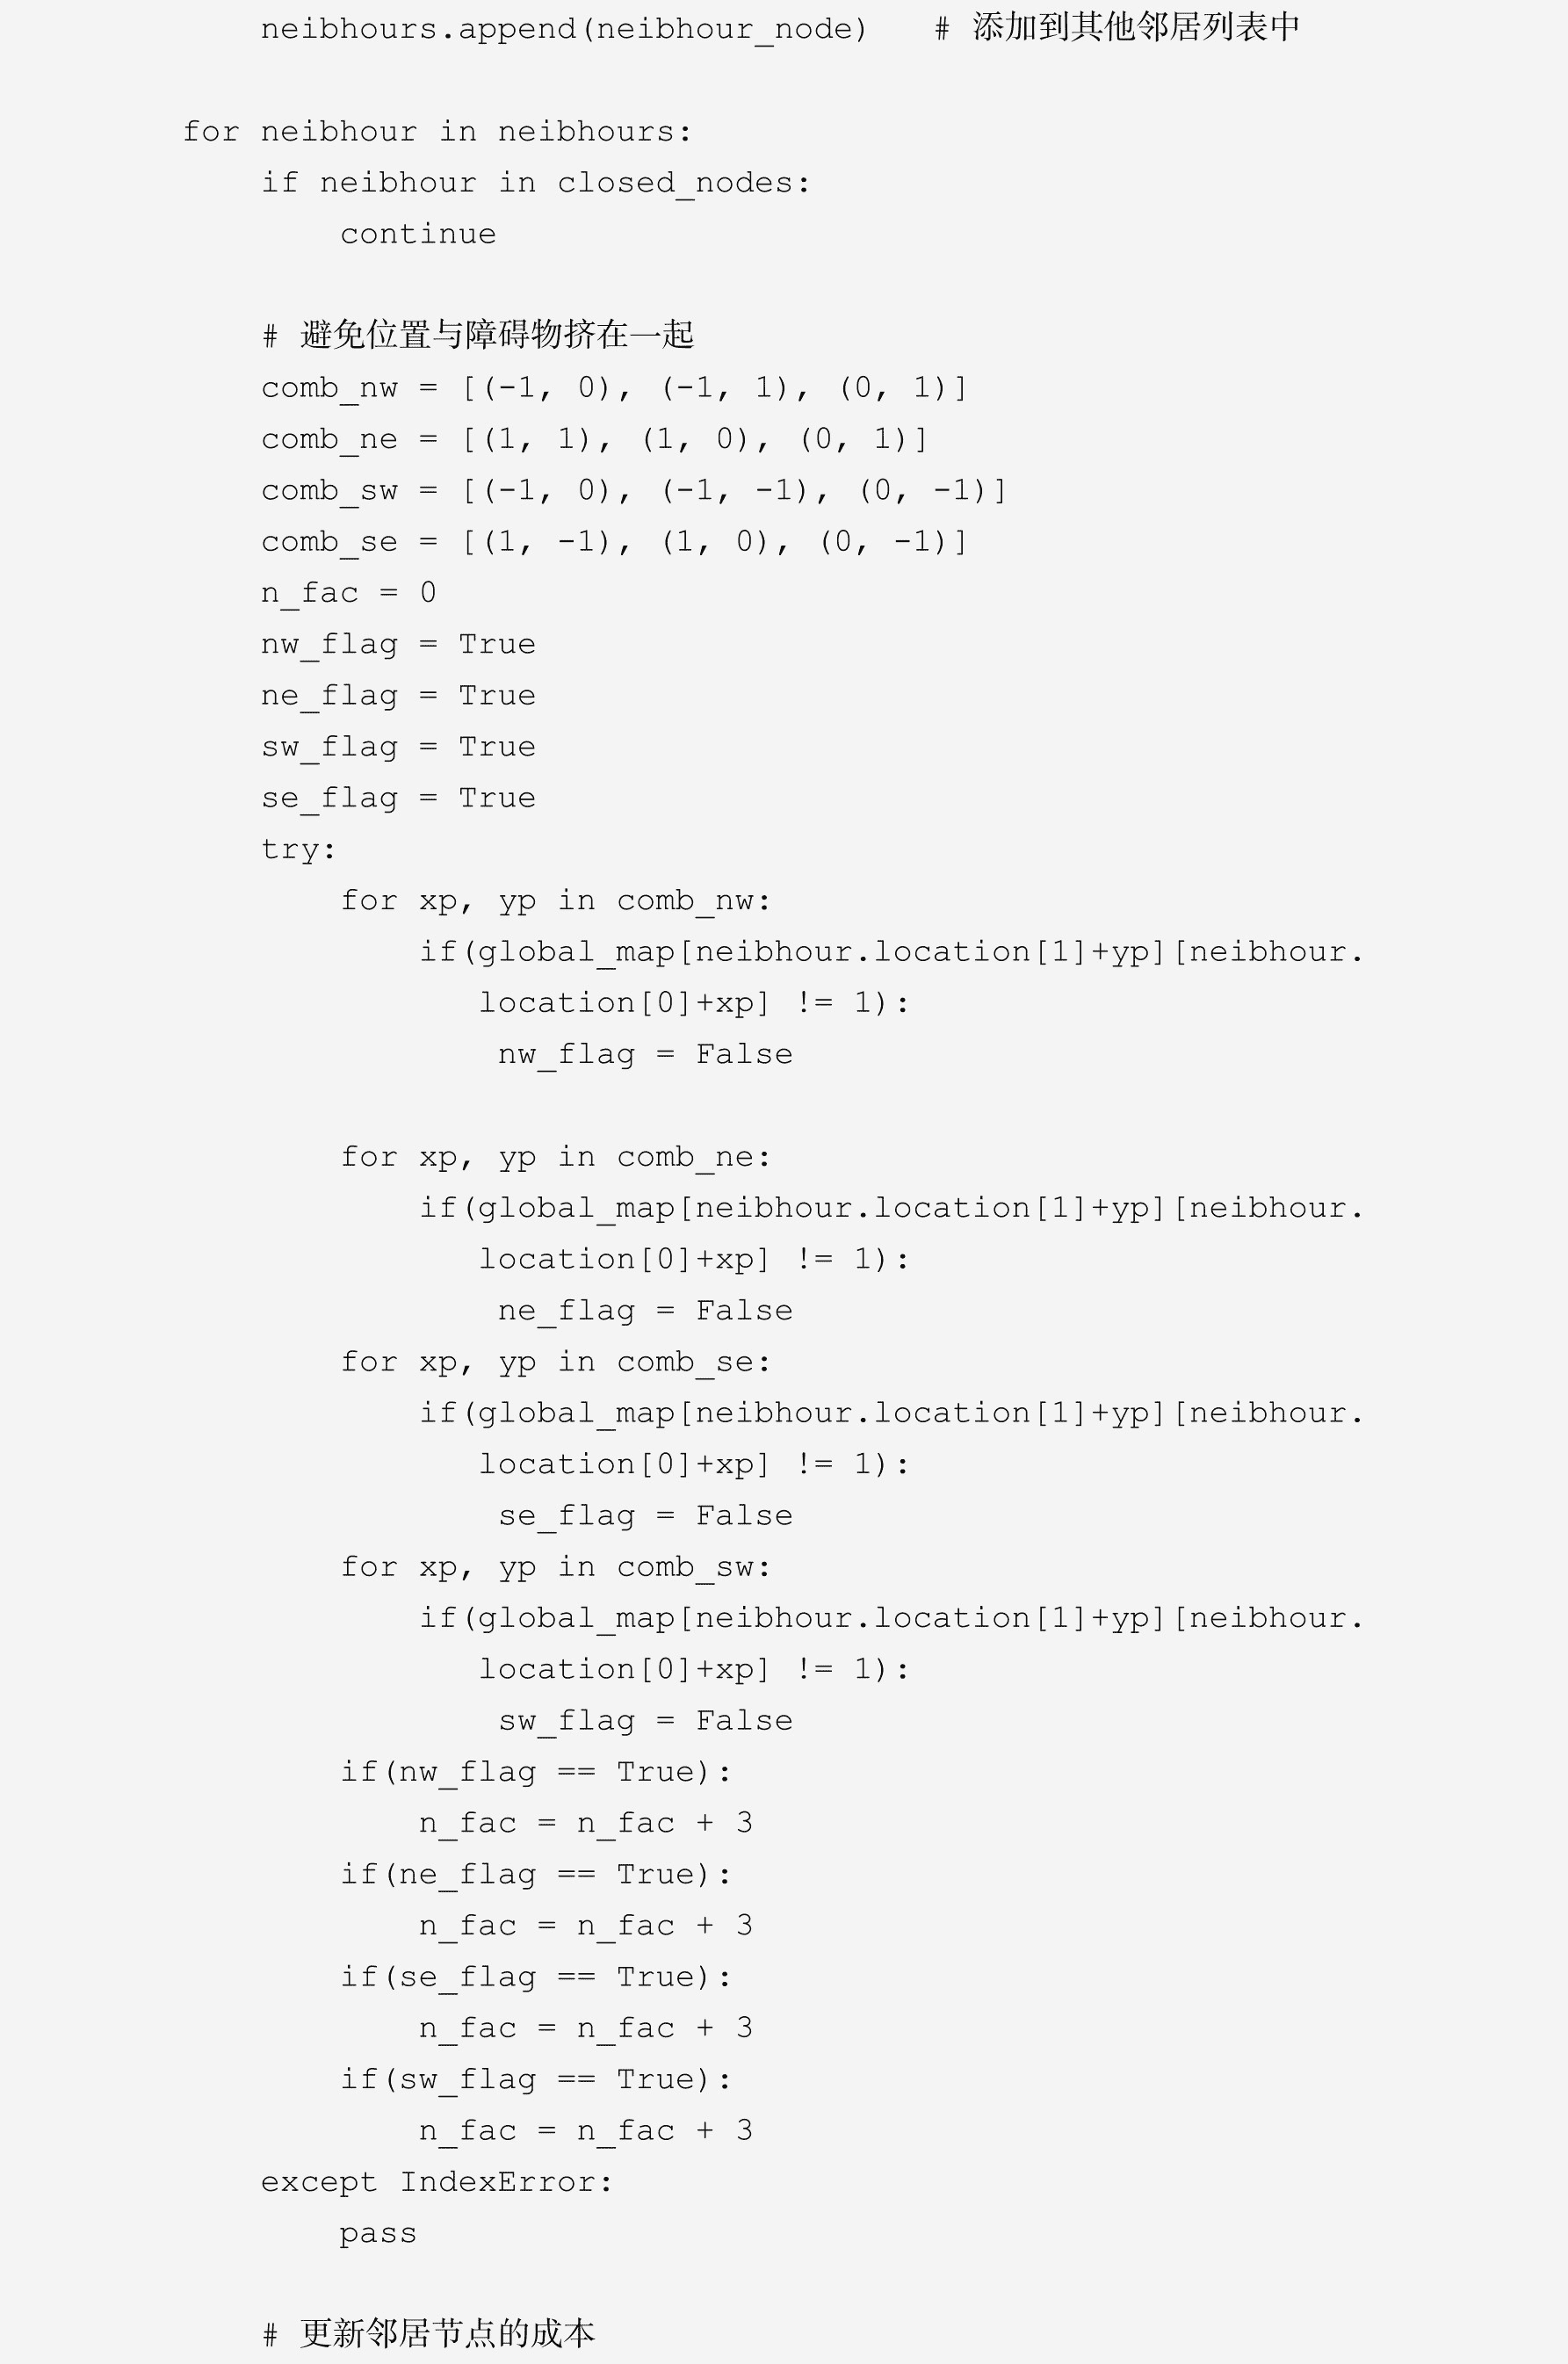 neibhours.append(neibhour_node)   # 添加到其他邻居列表中
for neibhour in neibhours:
if neibhour in closed_nodes:
continue
# 避免位置与障碍物挤在一起
comb_nw = [(-1, 0), (-1, 1), (0, 1)]
comb_ne = [(1, 1), (1, 0), (0, 1)]
comb_sw = [(-1, 0), (-1, -1), (0, -1)]
comb_se = [(1, -1), (1, 0), (0, -1)]
n_fac = 0
nw_flag = True
ne_flag = True
sw_flag = True
se_flag = True
try:
for xp, yp in comb_nw:
if(global_map[neibhour.location[1]+yp][neibhour.
location[0]+xp] != 1):
nw_flag = False
for xp, yp in comb_ne:
if(global_map[neibhour.location[1]+yp][neibhour.
location[0]+xp] != 1):
ne_flag = False
for xp, yp in comb_se:
if(global_map[neibhour.location[1]+yp][neibhour.
location[0]+xp] != 1):
se_flag = False
for xp, yp in comb_sw:
if(global_map[neibhour.location[1]+yp][neibhour.
location[0]+xp] != 1):
sw_flag = False
if(nw_flag == True):
n_fac = n_fac + 3
if(ne_flag == True):
n_fac = n_fac + 3
if(se_flag == True):
n_fac = n_fac + 3
if(sw_flag == True):
n_fac = n_fac + 3
except IndexError:
pass
# 更新邻居节点的成本